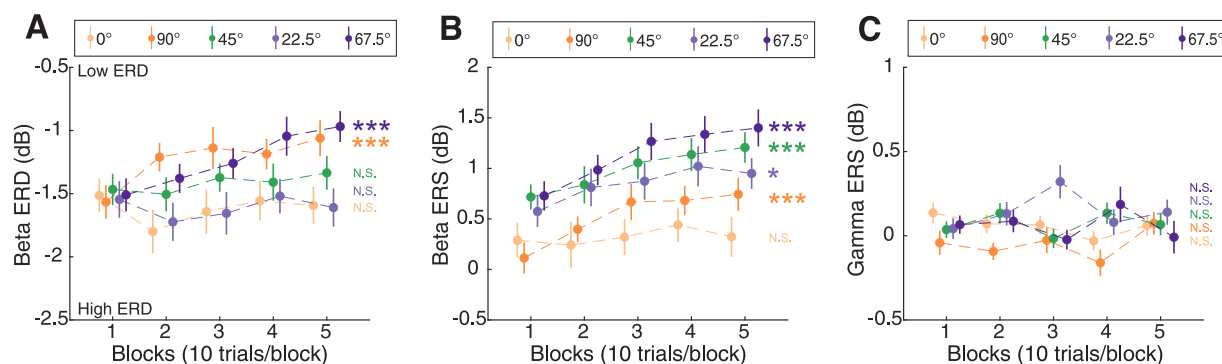 A
0° 90° 45° 22.5° 67.5°
Beta ERD (dB)
-0.5
-1
-1.5
-2
-2.5
Low ERD
High ERD
***
***
N.S.
N.S.
N.S.
1 2 3 4 5
Blocks (10 trials/block)
B
0° 90° 45° 22.5° 67.5°
Beta ERS (dB)
2
1.5
1
0.5
0
-0.5
***
***
*
***
N.S.
1 2 3 4 5
Blocks (10 trials/block)
C
0° 90° 45° 22.5° 67.5°
Gamma ERS (dB)
1
0.5
0
-0.5
N.S.
N.S.
N.S.
N.S.
N.S.
1 2 3 4 5
Blocks (10 trials/block)